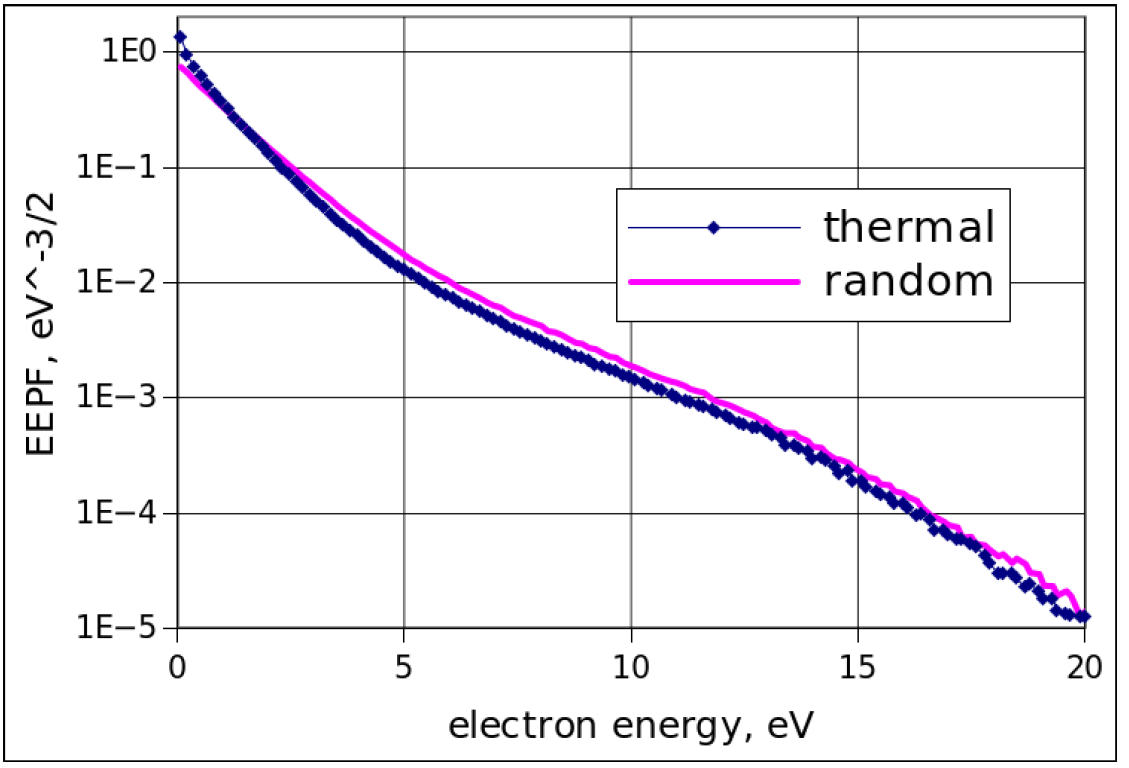 1E0
1E−1
1E−2
1E−3
1E−4
1E−5
EEPF, eV^-3/2
thermal
random
0 5 10 15 20
electron energy, eV